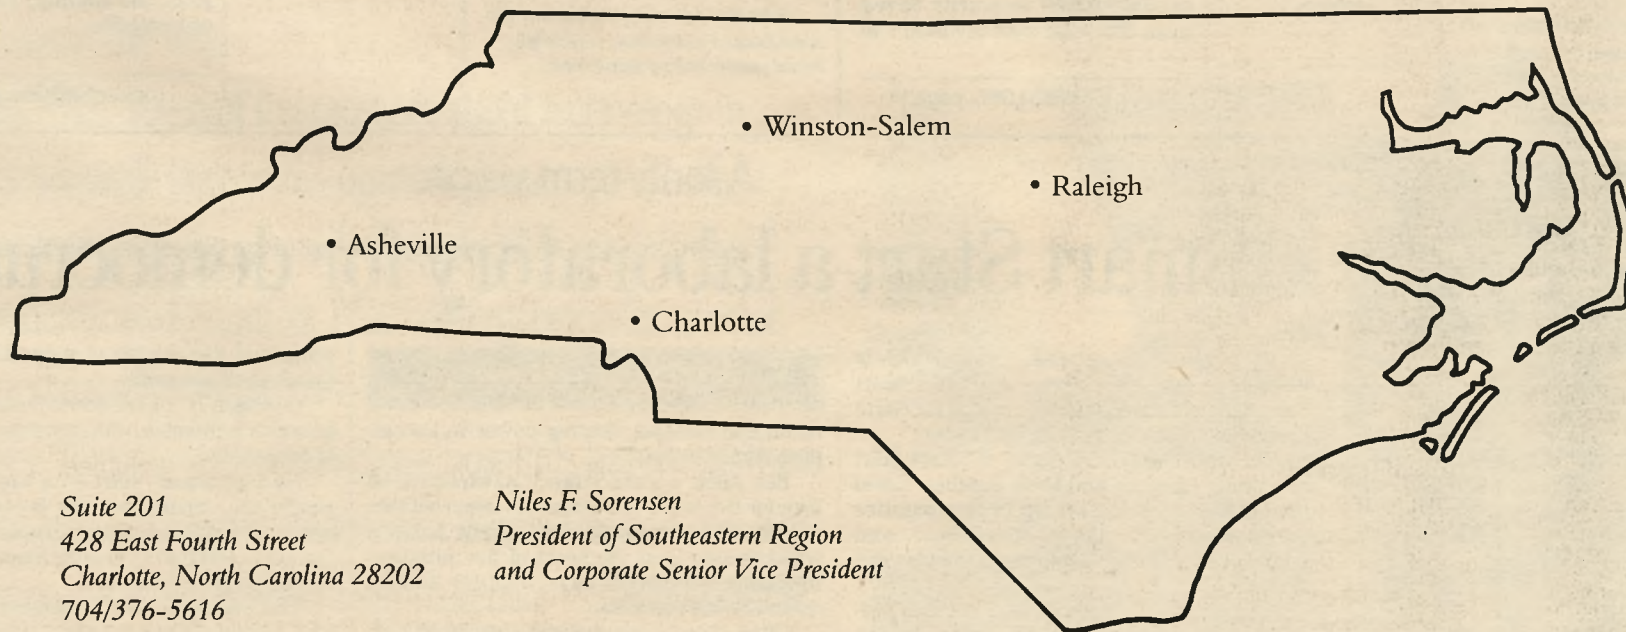 • Winston-Salem
• Raleigh
• Asheville
• Charlotte
Suite 201
428 East Fourth Street
Charlotte, North Carolina 28202
704/376-5616
Niles F. Sorensen
President of Southeastern Region
and Corporate Senior Vice President